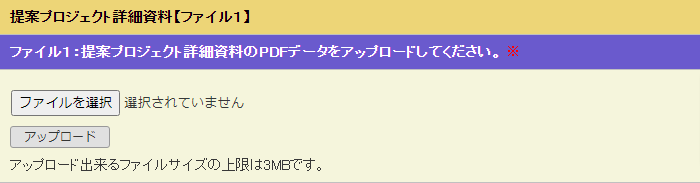 提案プロジェクト詳細資料【ファイル1】
ファイル1：提案プロジェクト詳細資料のPDFデータをアップロードしてください。※
ファイルを選択 選択されていません
アップロード
アップロード出来るファイルサイズの上限は3MBです。